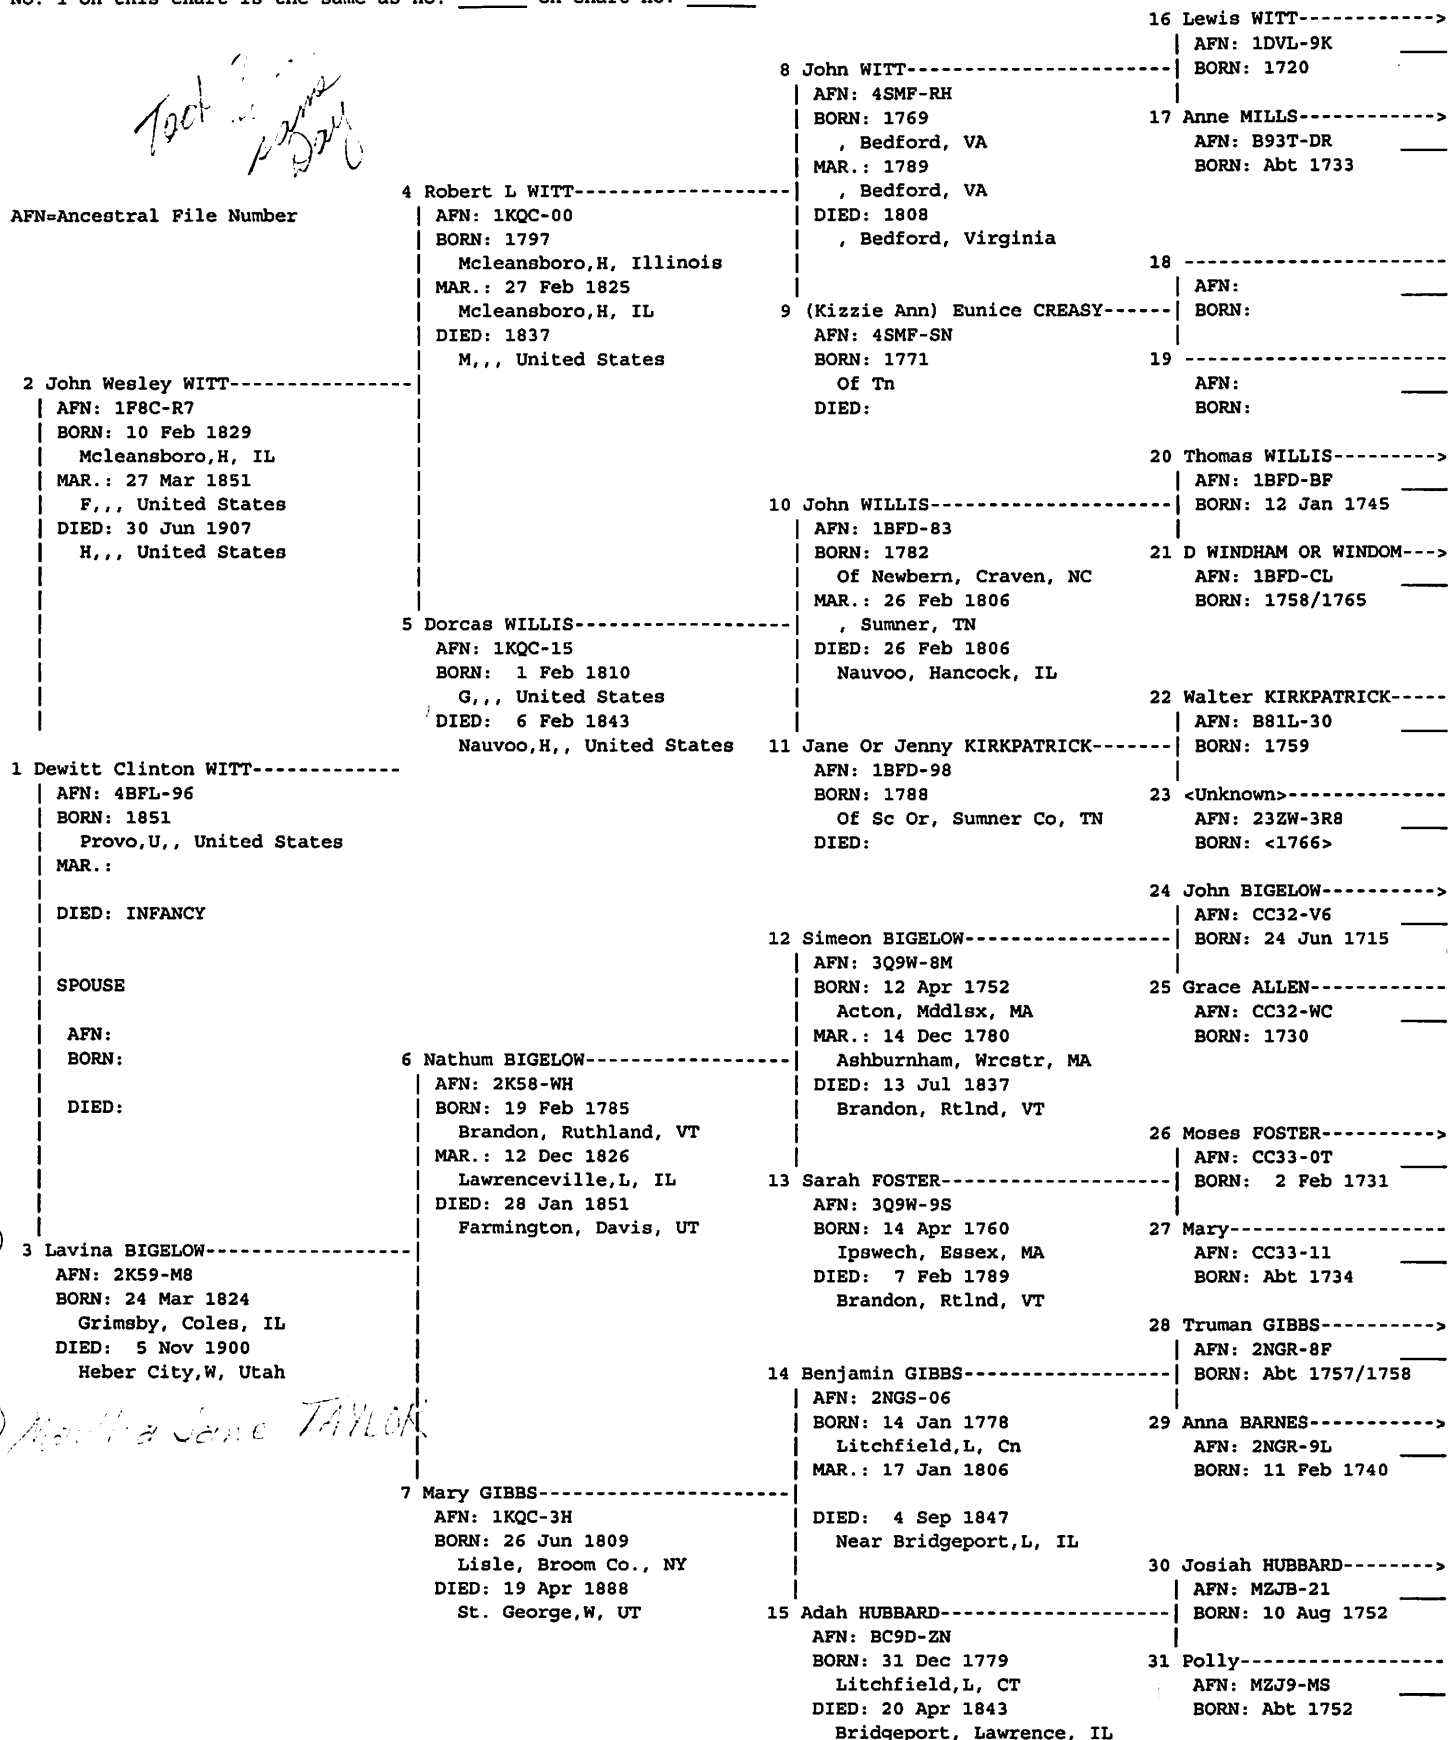 16 Lewis WITT------------>
AFN: 1DVL-9K
BORN: 1720
8 John WITT----------------------
AFN: 4SMF-RH
BORN: 1769
, Bedford, VA
MAR.: 1789
, Bedford, VA
DIED: 1808
, Bedford, Virginia
17 Anne MILLS------------>
AFN: B93T-DR
BORN: Abt 1733
Day
4 Robert L WITT------------------
AFN: 1KQC-00
BORN: 1797
Mcleansboro,H, Illinois
MAR.: 27 Feb 1825
Mcleansboro,H, IL
DIED: 1837
M,,, United States
AFN=Ancestral File Number
18 ----------------------
AFN:
BORN:
9 (Kizzie Ann) Eunice CREASY------
AFN: 4SMF-SN
BORN: 1771
Of Tn
DIED:
19 ----------------------
AFN:
BORN:
2 John Wesley WITT---------------
AFN: 1F8C-R7
BORN: 10 Feb 1829
Mcleansboro,H, IL
MAR.: 27 Mar 1851
F,,, United States
DIED: 30 Jun 1907
H,,, United States
20 Thomas WILLIS--------->
AFN: 1BFD-BF
BORN: 12 Jan 1745
10 John WILLIS--------------------
AFN: 1BFD-83
BORN: 1782
Of Newbern, Craven, NC
MAR.: 26 Feb 1806
, Sumner, TN
DIED: 26 Feb 1806
Nauvoo, Hancock, IL
21 D WINDHAM OR WINDOM--->
AFN: 1BFD-CL
BORN: 1758/1765
5 Dorcas WILLIS------------------
AFN: 1KQC-15
BORN: 1 Feb 1810
G,,, United States
DIED: 6 Feb 1843
Nauvoo,H,, United States
22 Walter KIRKPATRICK-----
AFN: B81L-30
BORN: 1759
11 Jane Or Jenny KIRKPATRICK-------
AFN: 1BFD-98
BORN: 1788
Of Sc Or, Sumner Co, TN
DIED:
23 <Unknown>--------------
AFN: 23ZW-3R8
BORN: <1766>
1 Dewitt Clinton WITT-------------
AFN: 4BFL-96
BORN: 1851
Provo,U,, United States
MAR.:
DIED: INFANCY
SPOUSE
AFN:
BORN:
DIED:
24 John BIGELOW---------->
AFN: CC32-V6
BORN: 24 Jun 1715
12 Simeon BIGELOW-----------------
AFN: 3Q9W-8M
BORN: 12 Apr 1752
Acton, Mddlsx, MA
MAR.: 14 Dec 1780
Ashburnham, Wrcstr, MA
DIED: 13 Jul 1837
Brandon, Rtlnd, VT
25 Grace ALLEN------------
AFN: CC32-WC
BORN: 1730
6 Nathum BIGELOW-----------------
AFN: 2K58-WH
BORN: 19 Feb 1785
Brandon, Ruthland, VT
MAR.: 12 Dec 1826
Lawrenceville,L, IL
DIED: 28 Jan 1851
Farmington, Davis, UT
26 Moses FOSTER---------->
AFN: CC33-0T
BORN: 2 Feb 1731
13 Sarah FOSTER-------------------
AFN: 3Q9W-9S
BORN: 14 Apr 1760
Ipswech, Essex, MA
DIED: 7 Feb 1789
Brandon, Rtlnd, VT
27 Mary------------------
AFN: CC33-11
BORN: Abt 1734
3 Lavina BIGELOW-----------------
AFN: 2K59-M8
BORN: 24 Mar 1824
Grimsby, Coles, IL
DIED: 5 Nov 1900
Heber City,W, Utah
Martha Jane TAYLOR
28 Truman GIBBS---------->
AFN: 2NGR-8F
BORN: Abt 1757/1758
14 Benjamin GIBBS-----------------
AFN: 2NGS-06
BORN: 14 Jan 1778
Litchfield,L, Cn
MAR.: 17 Jan 1806
DIED: 4 Sep 1847
Near Bridgeport,L, IL
29 Anna BARNES----------->
AFN: 2NGR-9L
BORN: 11 Feb 1740
7 Mary GIBBS---------------------
AFN: 1KQC-3H
BORN: 26 Jun 1809
Lisle, Broom Co., NY
DIED: 19 Apr 1888
St. George,W, UT
30 Josiah HUBBARD-------->
AFN: MZJB-21
BORN: 10 Aug 1752
15 Adah HUBBARD-------------------
AFN: BC9D-ZN
BORN: 31 Dec 1779
Litchfield,L, CT
DIED: 20 Apr 1843
Bridgeport, Lawrence, IL
31 Polly-----------------
AFN: MZJ9-MS
BORN: Abt 1752